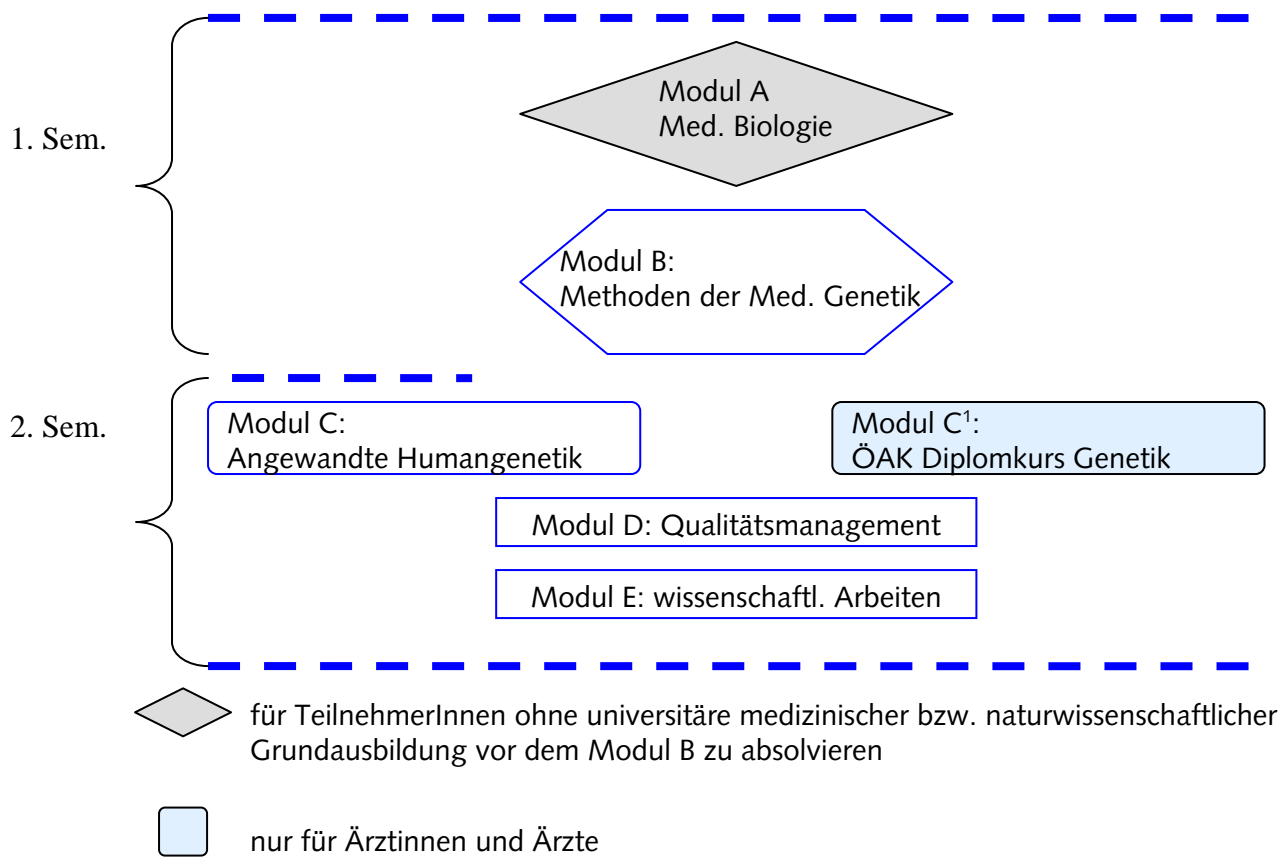 Modul A
Med. Biologie
1. Sem.
Modul B:
Methoden der Med. Genetik
2. Sem.
Modul C:
Angewandte Humangenetik
Modul C¹:
ÖAK Diplomkurs Genetik
Modul D: Qualitätsmanagement
Modul E: wissenschaftl. Arbeiten
für TeilnehmerInnen ohne universitäre medizinischer bzw. naturwissenschaftlicher
Grundausbildung vor dem Modul B zu absolvieren
nur für Ärztinnen und Ärzte